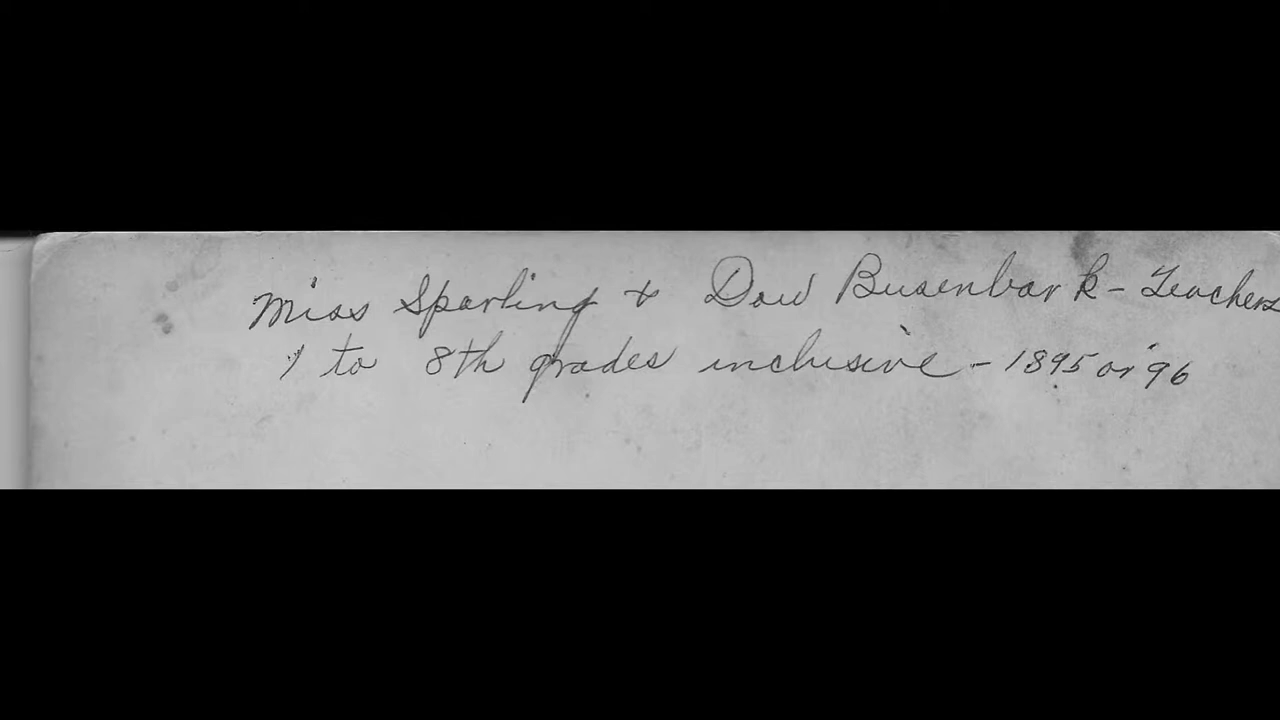 Miss Sparling & Dow Busenbark - Teachers
1 to 8th grades inclusive - 1895 or '96